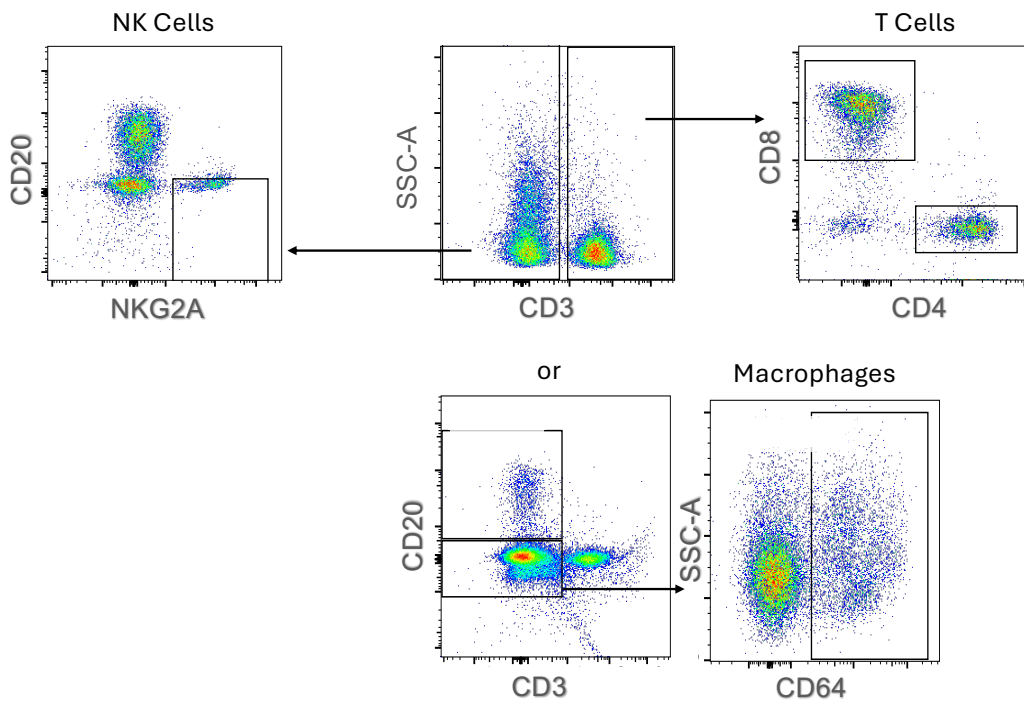 NK Cells
T Cells
CD20
NKG2A
SSC-A
CD3
CD8
CD4
or
Macrophages
CD20
CD3
SSC-A
CD64